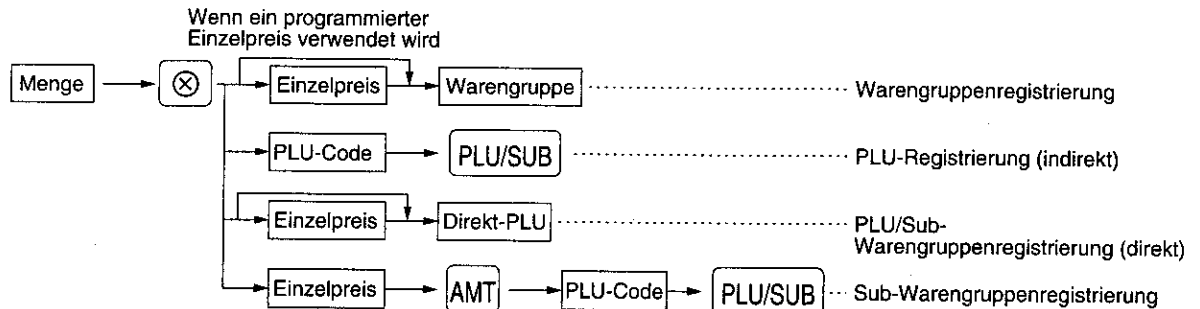 Wenn ein programmierter
Einzelpreis verwendet wird
Menge ⊗ Einzelpreis Warengruppe Warengruppenregistrierung
PLU-Code PLU/SUB PLU-Registrierung (indirekt)
Einzelpreis Direkt-PLU PLU/Sub-
Warengruppenregistrierung (direkt)
Einzelpreis AMT PLU-Code PLU/SUB Sub-Warengruppenregistrierung